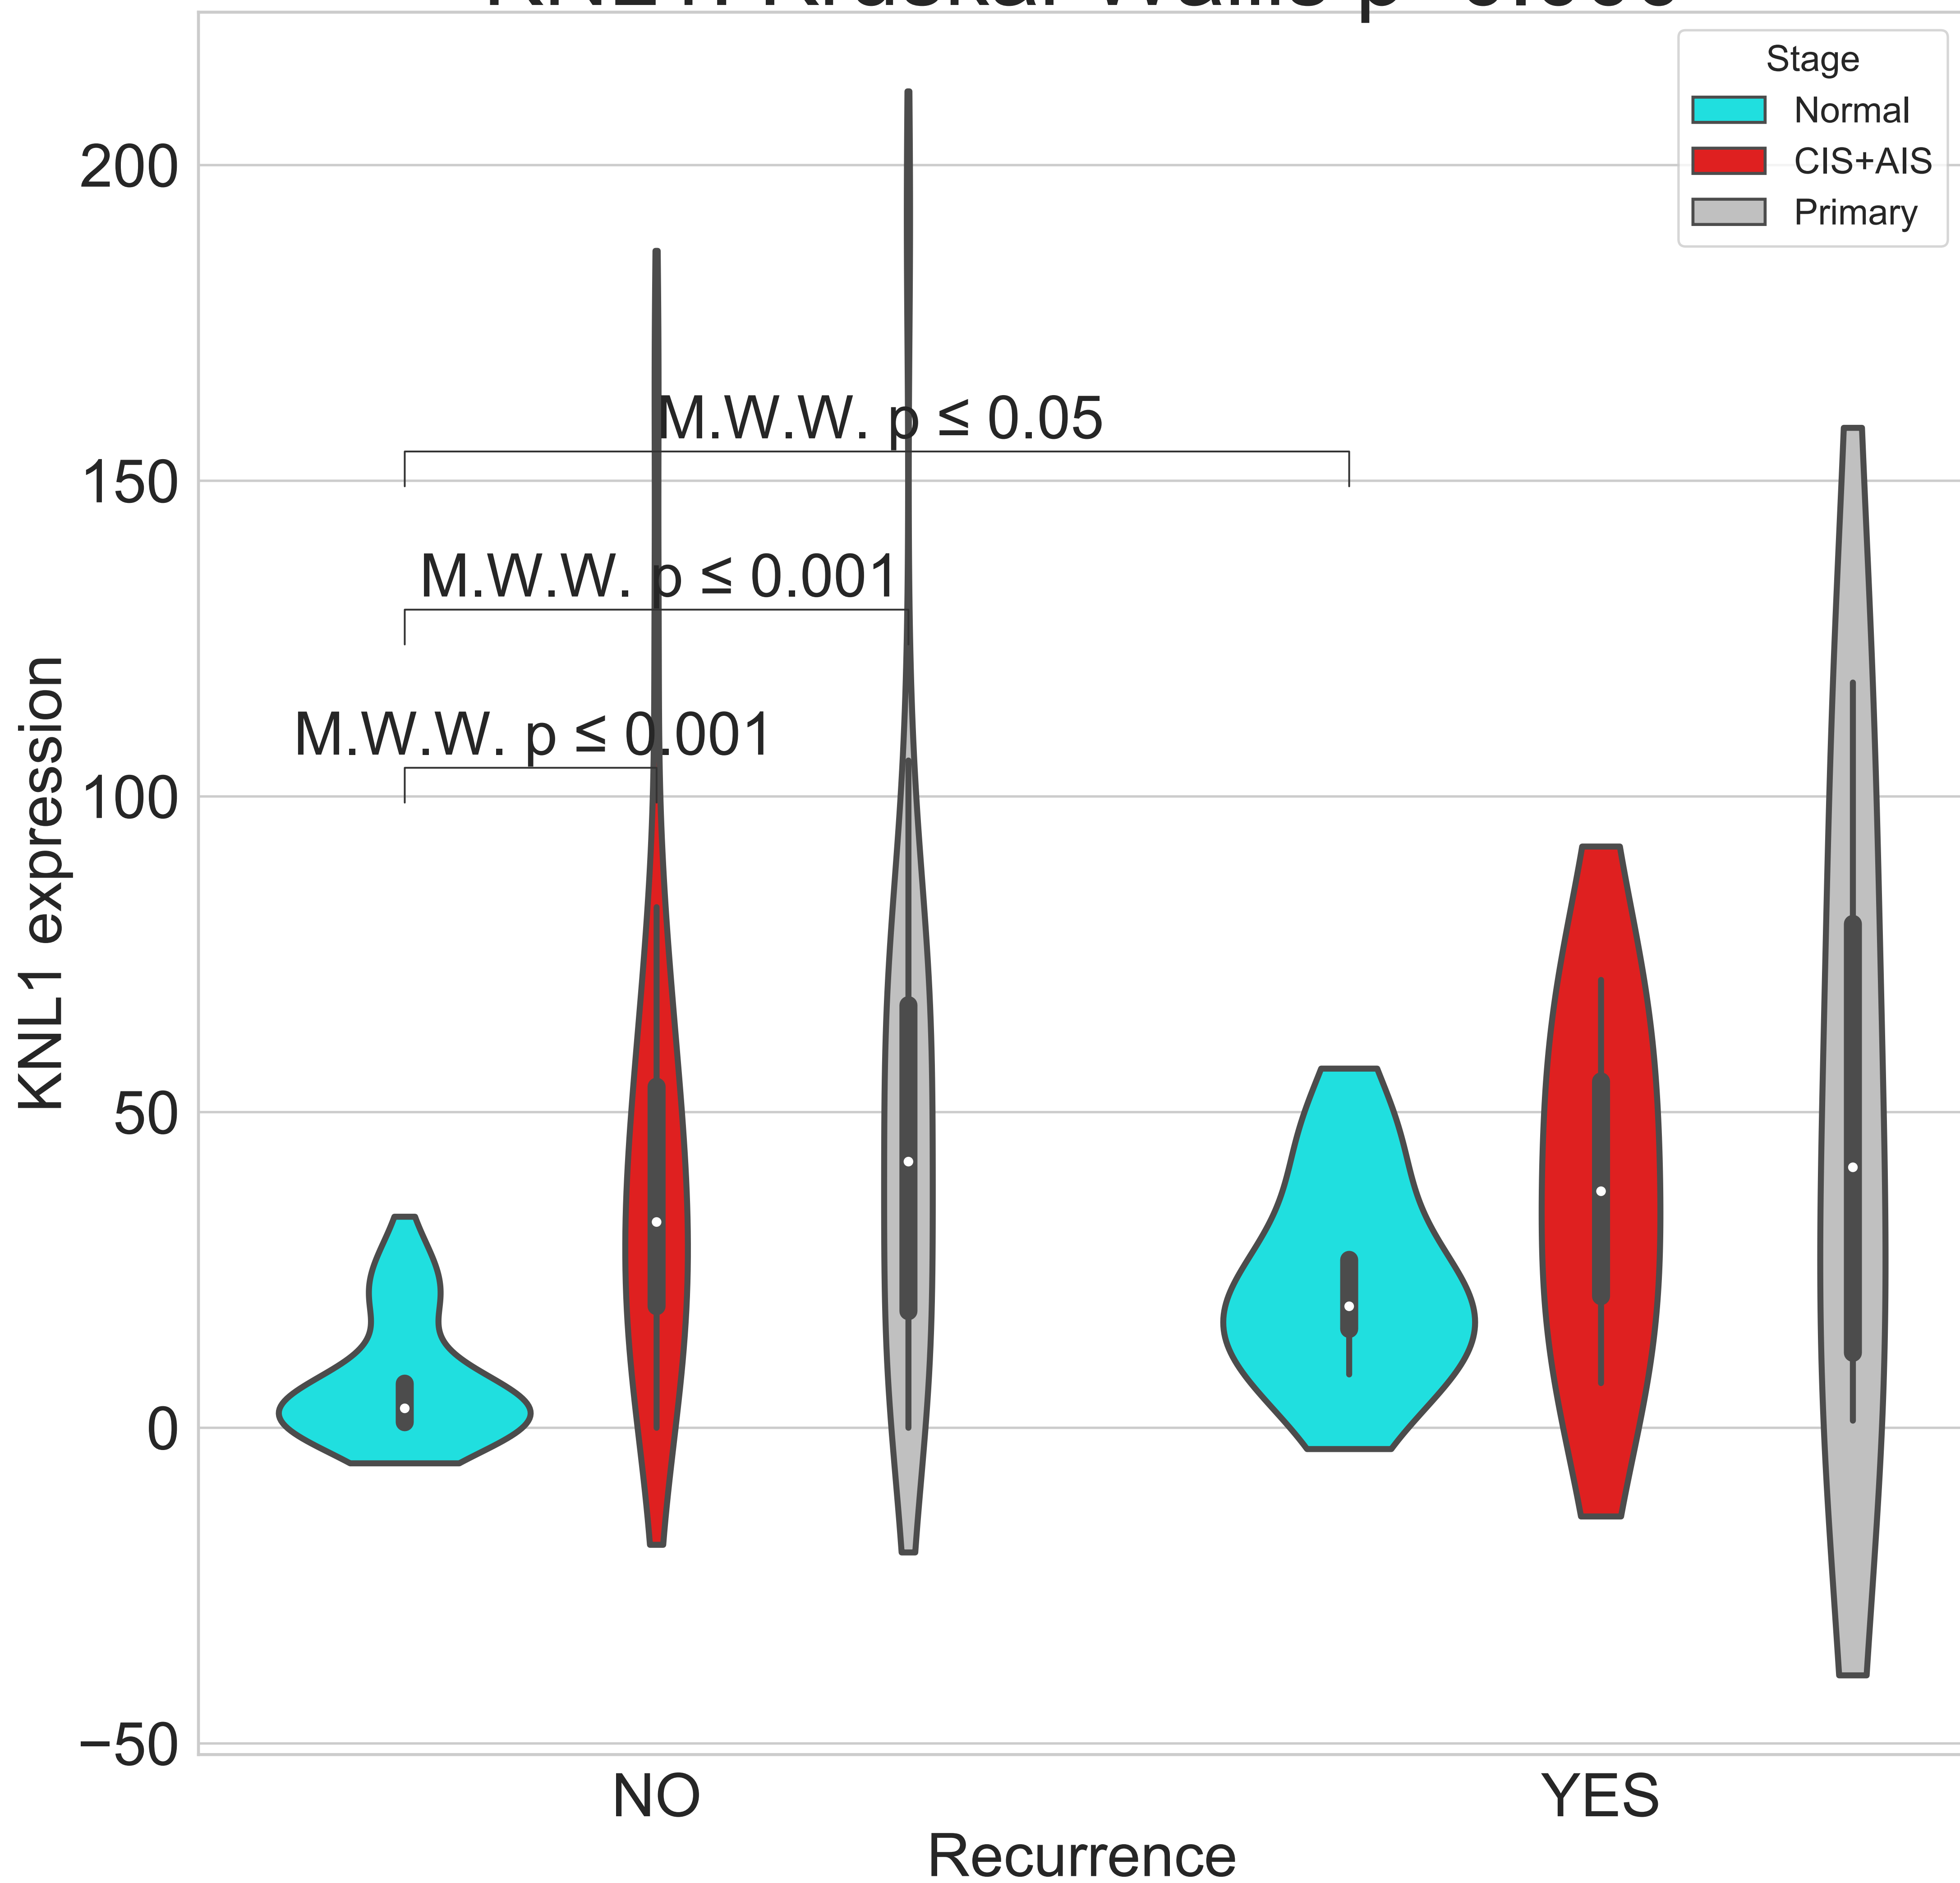 Stage
Normal
CIS+AIS
Primary
200
150
100
50
0
−50
KNL1 expression
M.W.W. p ≤ 0.05
M.W.W. p ≤ 0.001
M.W.W. p ≤ 0.001
NO
YES
Recurrence